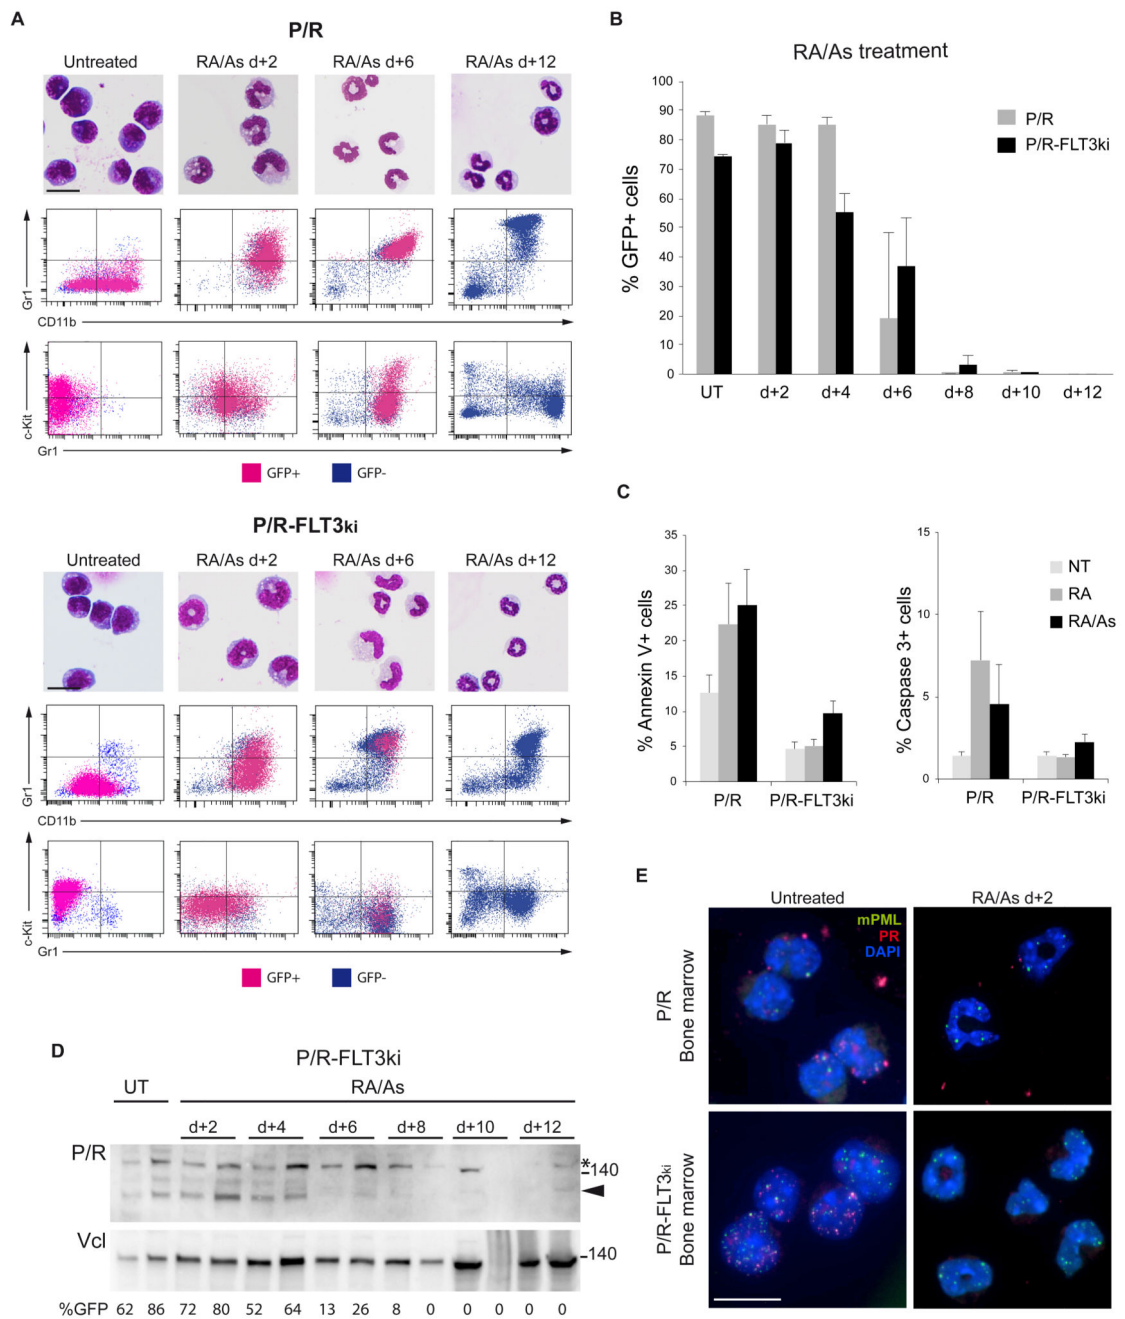 A
P/R
Untreated
RA/As d+2
RA/As d+6
RA/As d+12
Gr1
CD11b
c-Kit
Gr1
GFP+
GFP-
P/R-FLT3ki
Untreated
RA/As d+2
RA/As d+6
RA/As d+12
Gr1
CD11b
c-Kit
Gr1
GFP+
GFP-
B
RA/As treatment
% GFP+ cells
100
90
80
70
60
50
40
30
20
10
0
UT d+2 d+4 d+6 d+8 d+10 d+12
P/R
P/R-FLT3ki
C
% Annexin V+ cells
35
30
25
20
15
10
5
0
P/R P/R-FLT3ki
% Caspase 3+ cells
15
10
5
0
P/R P/R-FLT3ki
NT
RA
RA/As
D
P/R-FLT3ki
UT RA/As
d+2 d+4 d+6 d+8 d+10 d+12
P/R
*
140
Vcl
140
%GFP 62 86 72 80 52 64 13 26 8 0 0 0 0
E
Untreated
RA/As d+2
mPML
PR
DAPI
P/R
Bone marrow
P/R-FLT3ki
Bone marrow